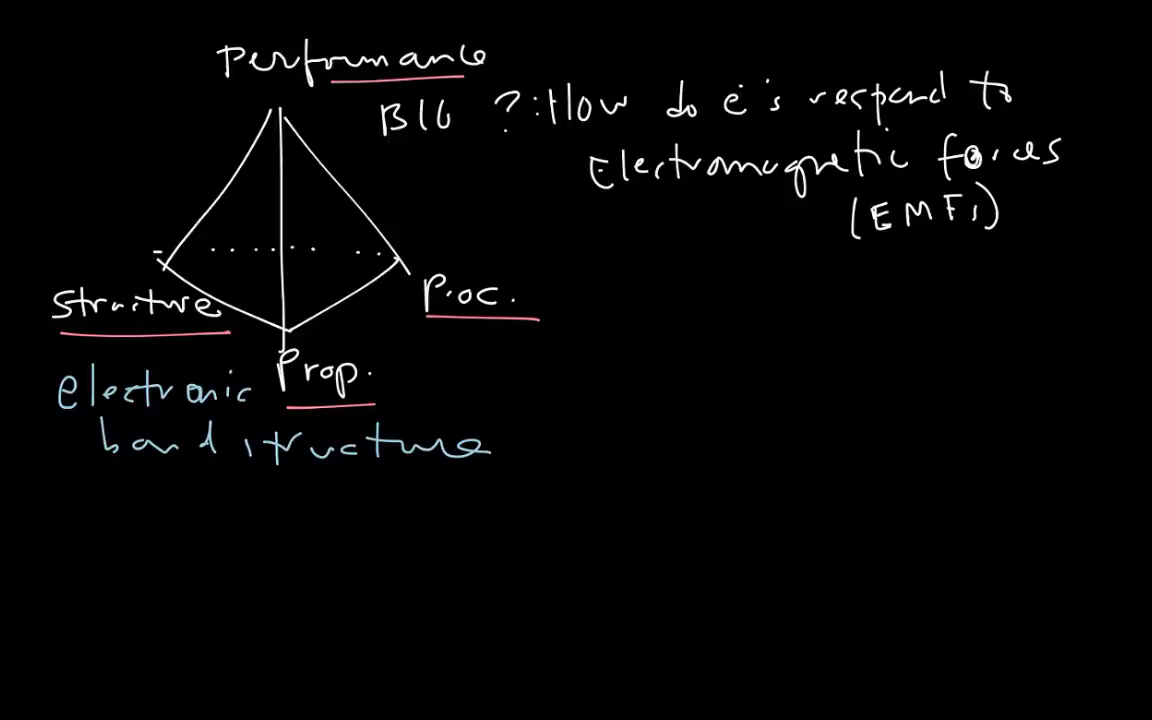 Performance
BIG ?: How do e⁻'s respond to
Electromagnetic forces
(EMFs)
Structure
Proc.
Prop.
electronic
band structure